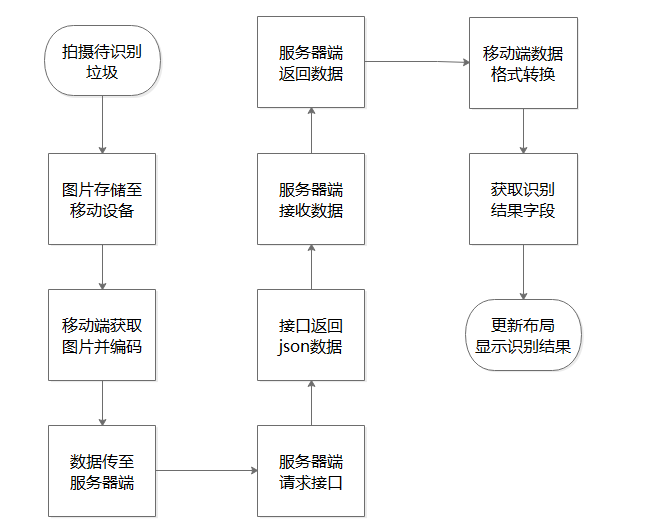 拍摄待识别
垃圾
图片存储至
移动设备
移动端获取
图片并编码
数据传至
服务器端
服务器端
请求接口
接口返回
json数据
服务器端
接收数据
服务器端
返回数据
移动端数据
格式转换
获取识别
结果字段
更新布局
显示识别结果